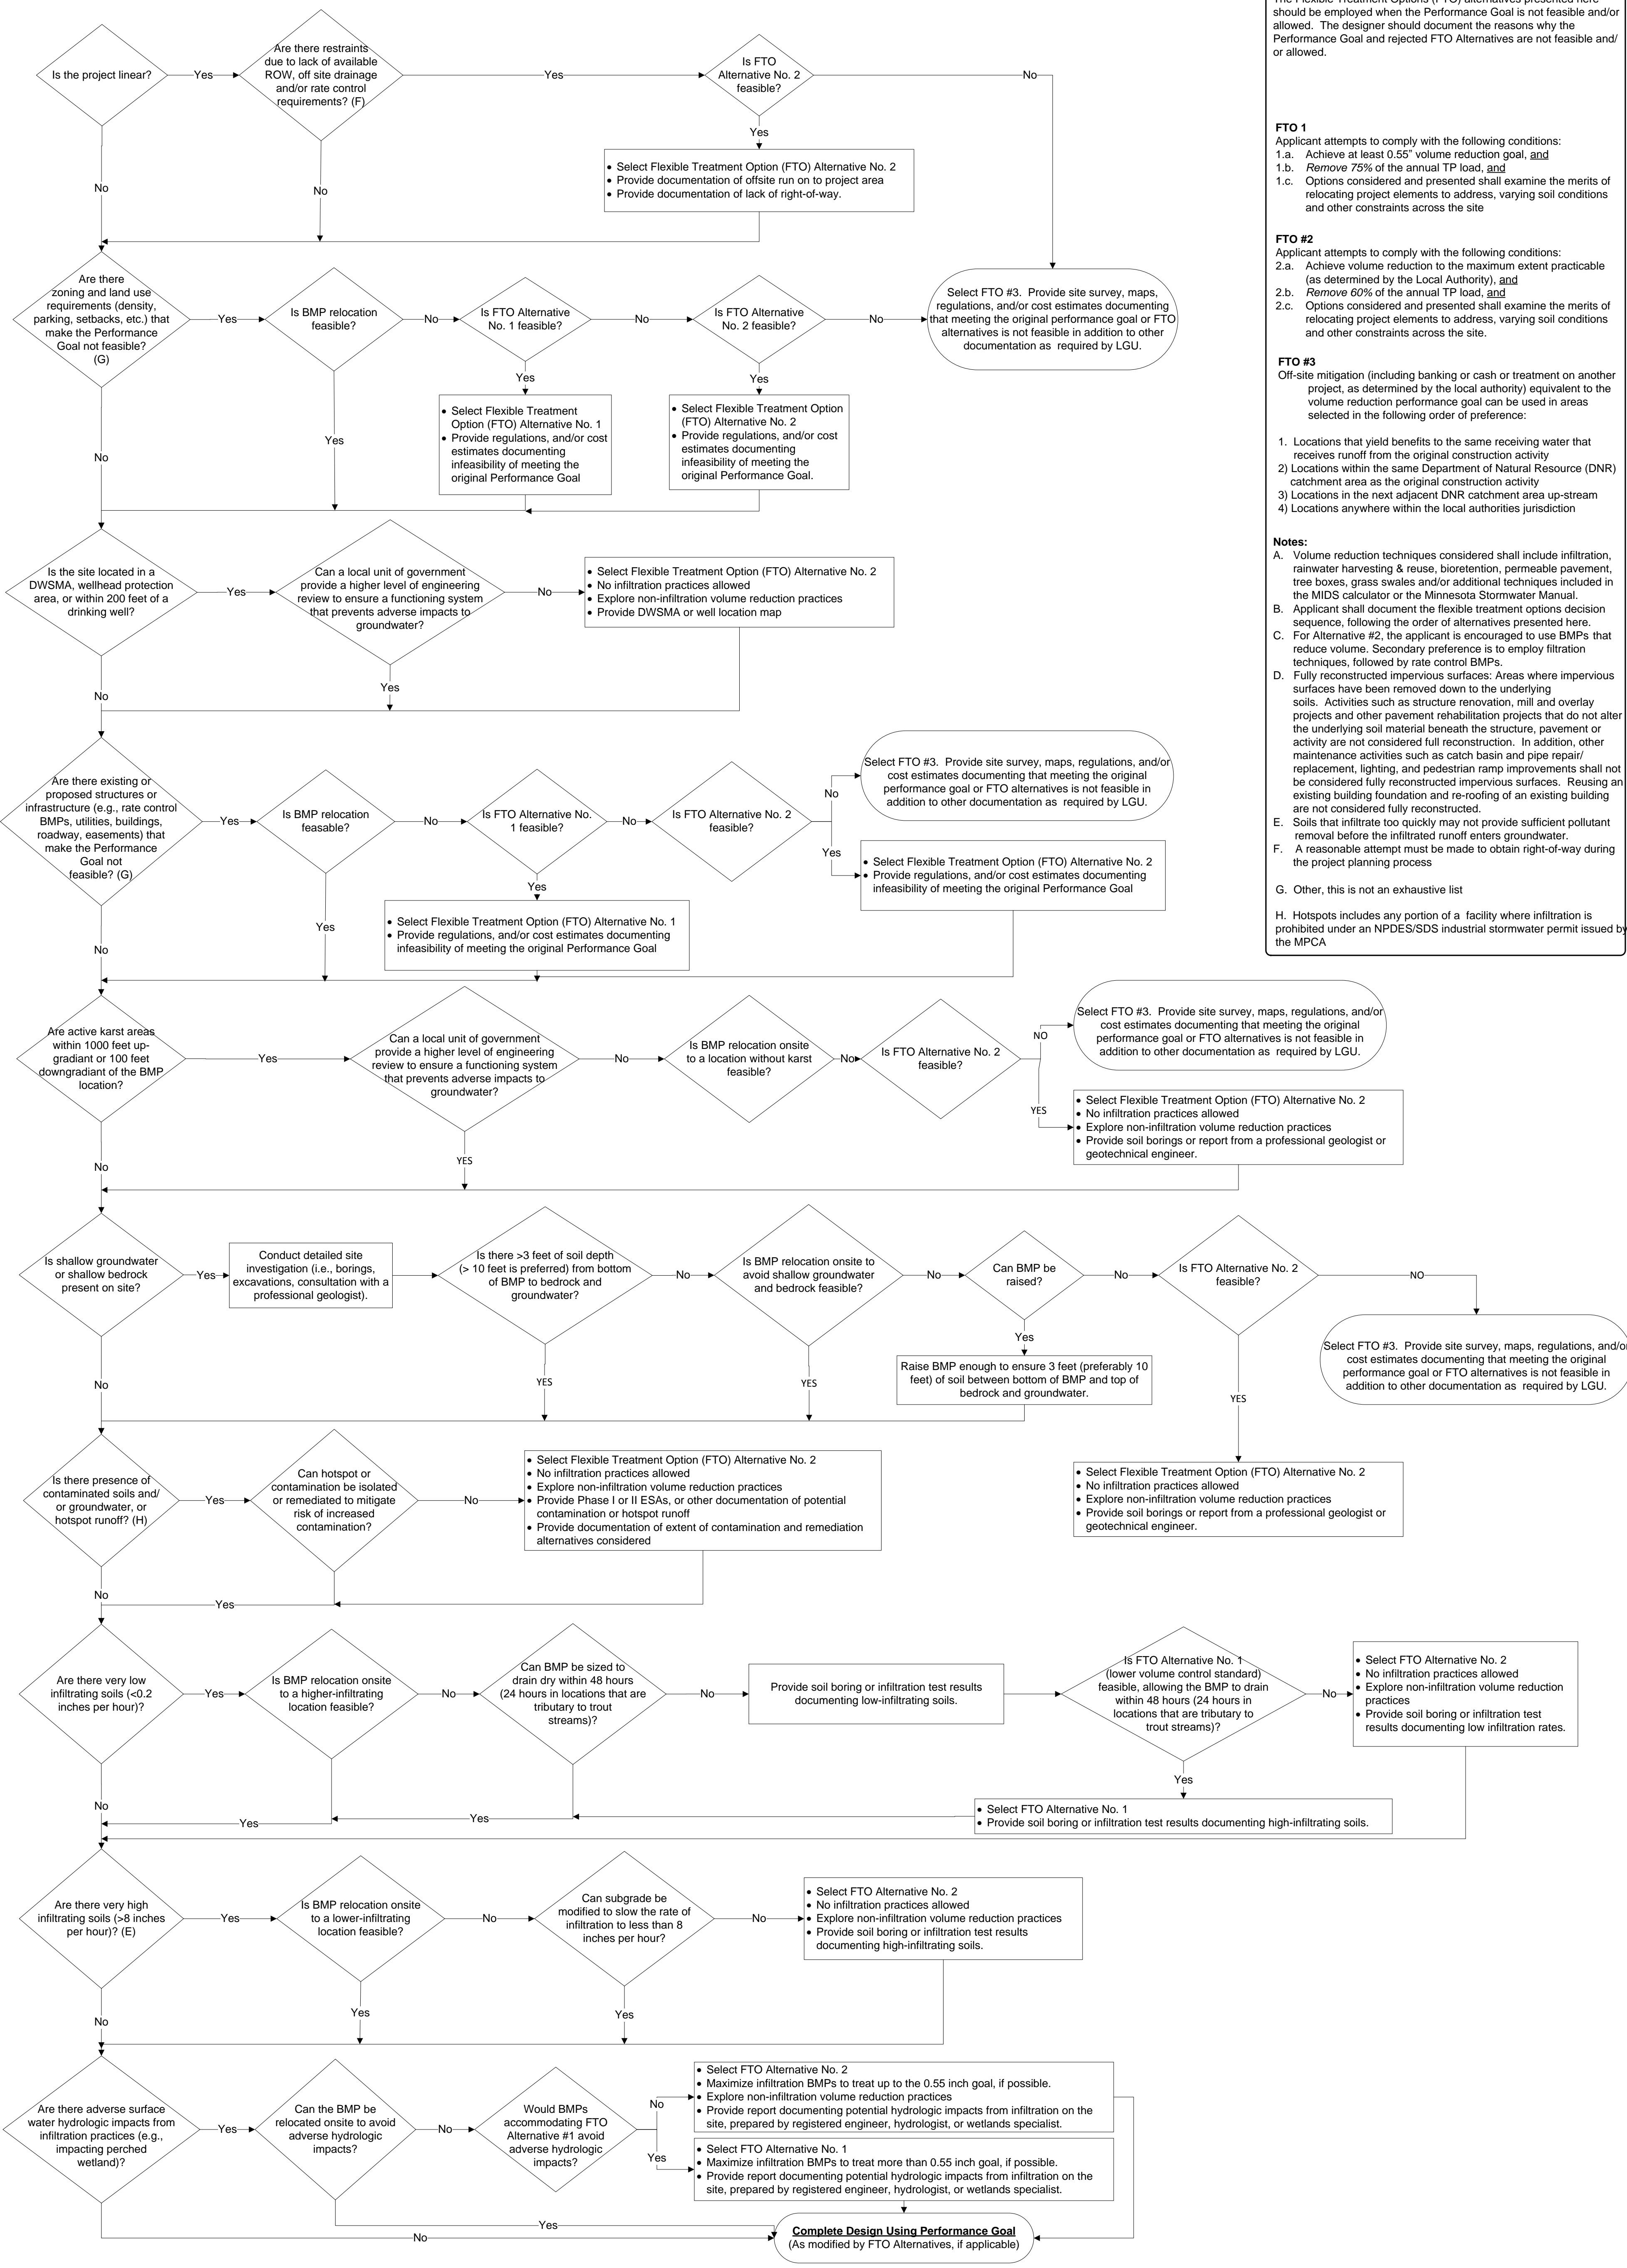 Is the project linear?
Yes
Are there restraints
due to lack of available
ROW, off site drainage
and/or rate control
requirements? (F)
Yes
Is FTO
Alternative No. 2
feasible?
No
Yes
• Select Flexible Treatment Option (FTO) Alternative No. 2
• Provide documentation of offsite run on to project area
• Provide documentation of lack of right-of-way.
No
No
Are there
zoning and land use
requirements (density,
parking, setbacks, etc.) that
make the Performance
Goal not feasible?
(G)
Yes
Is BMP relocation
feasible?
No
Is FTO Alternative
No. 1 feasible?
No
Is FTO Alternative
No. 2 feasible?
No
Select FTO #3. Provide site survey, maps,
regulations, and/or cost estimates documenting
that meeting the original performance goal or FTO
alternatives is not feasible in addition to other
documentation as required by LGU.
Yes
Yes
• Select Flexible Treatment
Option (FTO) Alternative No. 1
• Provide regulations, and/or cost
estimates documenting
infeasibility of meeting the
original Performance Goal
• Select Flexible Treatment Option
(FTO) Alternative No. 2
• Provide regulations, and/or cost
estimates documenting
infeasibility of meeting the
original Performance Goal.
Yes
No
Is the site located in a
DWSMA, wellhead protection
area, or within 200 feet of a
drinking well?
Yes
Can a local unit of government
provide a higher level of engineering
review to ensure a functioning system
that prevents adverse impacts to
groundwater?
No
• Select Flexible Treatment Option (FTO) Alternative No. 2
• No infiltration practices allowed
• Explore non-infiltration volume reduction practices
• Provide DWSMA or well location map
Yes
No
Are there existing or
proposed structures or
infrastructure (e.g., rate control
BMPs, utilities, buildings,
roadway, easements) that
make the Performance
Goal not
feasible? (G)
Yes
Is BMP relocation
feasable?
No
Is FTO Alternative No.
1 feasible?
No
Is FTO Alternative No. 2
feasible?
No
Select FTO #3. Provide site survey, maps, regulations, and/or
cost estimates documenting that meeting the original
performance goal or FTO alternatives is not feasible in
addition to other documentation as required by LGU.
Yes
• Select Flexible Treatment Option (FTO) Alternative No. 2
• Provide regulations, and/or cost estimates documenting
infeasibility of meeting the original Performance Goal
Yes
• Select Flexible Treatment Option (FTO) Alternative No. 1
• Provide regulations, and/or cost estimates documenting
infeasibility of meeting the original Performance Goal
Yes
No
Are active karst areas
within 1000 feet up-
gradiant or 100 feet
downgradiant of the BMP
location?
Yes
Can a local unit of government
provide a higher level of engineering
review to ensure a functioning system
that prevents adverse impacts to
groundwater?
No
Is BMP relocation onsite
to a location without karst
feasible?
No
Is FTO Alternative No. 2
feasible?
NO
Select FTO #3. Provide site survey, maps, regulations, and/or
cost estimates documenting that meeting the original
performance goal or FTO alternatives is not feasible in
addition to other documentation as required by LGU.
YES
• Select Flexible Treatment Option (FTO) Alternative No. 2
• No infiltration practices allowed
• Explore non-infiltration volume reduction practices
• Provide soil borings or report from a professional geologist or
geotechnical engineer.
YES
No
Is shallow groundwater
or shallow bedrock
present on site?
Yes
Conduct detailed site
investigation (i.e., borings,
excavations, consultation with a
professional geologist).
Is there >3 feet of soil depth
(> 10 feet is preferred) from bottom
of BMP to bedrock and
groundwater?
No
Is BMP relocation onsite to
avoid shallow groundwater
and bedrock feasible?
No
Can BMP be
raised?
No
Is FTO Alternative No. 2
feasible?
NO
Select FTO #3. Provide site survey, maps, regulations, and/or
cost estimates documenting that meeting the original
performance goal or FTO alternatives is not feasible in
addition to other documentation as required by LGU.
Yes
Raise BMP enough to ensure 3 feet (preferably 10
feet) of soil between bottom of BMP and top of
bedrock and groundwater.
YES
YES
YES
No
• Select Flexible Treatment Option (FTO) Alternative No. 2
• No infiltration practices allowed
• Explore non-infiltration volume reduction practices
• Provide soil borings or report from a professional geologist or
geotechnical engineer.
Is there presence of
contaminated soils and/
or groundwater, or
hotspot runoff? (H)
Yes
Can hotspot or
contamination be isolated
or remediated to mitigate
risk of increased
contamination?
No
• Select Flexible Treatment Option (FTO) Alternative No. 2
• No infiltration practices allowed
• Explore non-infiltration volume reduction practices
• Provide Phase I or II ESAs, or other documentation of potential
contamination or hotspot runoff
• Provide documentation of extent of contamination and remediation
alternatives considered
No
Yes
Are there very low
infiltrating soils (<0.2
inches per hour)?
Yes
Is BMP relocation onsite
to a higher-infiltrating
location feasible?
No
Can BMP be sized to
drain dry within 48 hours
(24 hours in locations that are
tributary to trout
streams)?
No
Provide soil boring or infiltration test results
documenting low-infiltrating soils.
Is FTO Alternative No. 1
(lower volume control standard)
feasible, allowing the BMP to drain
within 48 hours (24 hours in
locations that are tributary to
trout streams)?
No
• Select FTO Alternative No. 2
• No infiltration practices allowed
• Explore non-infiltration volume reduction
practices
• Provide soil boring or infiltration test
results documenting low infiltration rates.
Yes
• Select FTO Alternative No. 1
• Provide soil boring or infiltration test results documenting high-infiltrating soils.
No
Yes
Yes
Are there very high
infiltrating soils (>8 inches
per hour)? (E)
Yes
Is BMP relocation onsite
to a lower-infiltrating
location feasible?
No
Can subgrade be
modified to slow the rate of
infiltration to less than 8
inches per hour?
No
• Select FTO Alternative No. 2
• No infiltration practices allowed
• Explore non-infiltration volume reduction practices
• Provide soil boring or infiltration test results
documenting high-infiltrating soils.
Yes
Yes
No
Are there adverse surface
water hydrologic impacts from
infiltration practices (e.g.,
impacting perched
wetland)?
Yes
Can the BMP be
relocated onsite to avoid
adverse hydrologic
impacts?
No
Would BMPs
accommodating FTO
Alternative #1 avoid
adverse hydrologic
impacts?
No
• Select FTO Alternative No. 2
• Maximize infiltration BMPs to treat up to the 0.55 inch goal, if possible.
• Explore non-infiltration volume reduction practices
• Provide report documenting potential hydrologic impacts from infiltration on the
site, prepared by registered engineer, hydrologist, or wetlands specialist.
Yes
• Select FTO Alternative No. 1
• Maximize infiltration BMPs to treat more than 0.55 inch goal, if possible.
• Provide report documenting potential hydrologic impacts from infiltration on the
site, prepared by registered engineer, hydrologist, or wetlands specialist.
Yes
No
Complete Design Using Performance Goal
(As modified by FTO Alternatives, if applicable)
The Flexible Treatment Options (FTO) alternatives presented here
should be employed when the Performance Goal is not feasible and/or
allowed. The designer should document the reasons why the
Performance Goal and rejected FTO Alternatives are not feasible and/
or allowed.
FTO 1
Applicant attempts to comply with the following conditions:
1.a. Achieve at least 0.55" volume reduction goal, and
1.b. Remove 75% of the annual TP load, and
1.c. Options considered and presented shall examine the merits of
relocating project elements to address, varying soil conditions
and other constraints across the site
FTO #2
Applicant attempts to comply with the following conditions:
2.a. Achieve volume reduction to the maximum extent practicable
(as determined by the Local Authority), and
2.b. Remove 60% of the annual TP load, and
2.c. Options considered and presented shall examine the merits of
relocating project elements to address, varying soil conditions
and other constraints across the site.
FTO #3
Off-site mitigation (including banking or cash or treatment on another
project, as determined by the local authority) equivalent to the
volume reduction performance goal can be used in areas
selected in the following order of preference:
1. Locations that yield benefits to the same receiving water that
receives runoff from the original construction activity
2) Locations within the same Department of Natural Resource (DNR)
catchment area as the original construction activity
3) Locations in the next adjacent DNR catchment area up-stream
4) Locations anywhere within the local authorities jurisdiction
Notes:
A. Volume reduction techniques considered shall include infiltration,
rainwater harvesting & reuse, bioretention, permeable pavement,
tree boxes, grass swales and/or additional techniques included in
the MIDS calculator or the Minnesota Stormwater Manual.
B. Applicant shall document the flexible treatment options decision
sequence, following the order of alternatives presented here.
C. For Alternative #2, the applicant is encouraged to use BMPs that
reduce volume. Secondary preference is to employ filtration
techniques, followed by rate control BMPs.
D. Fully reconstructed impervious surfaces: Areas where impervious
surfaces have been removed down to the underlying
soils. Activities such as structure renovation, mill and overlay
projects and other pavement rehabilitation projects that do not alter
the underlying soil material beneath the structure, pavement or
activity are not considered full reconstruction. In addition, other
maintenance activities such as catch basin and pipe repair/
replacement, lighting, and pedestrian ramp improvements shall not
be considered fully reconstructed impervious surfaces. Reusing an
existing building foundation and re-roofing of an existing building
are not considered fully reconstructed.
E. Soils that infiltrate too quickly may not provide sufficient pollutant
removal before the infiltrated runoff enters groundwater.
F. A reasonable attempt must be made to obtain right-of-way during
the project planning process
G. Other, this is not an exhaustive list
H. Hotspots includes any portion of a facility where infiltration is
prohibited under an NPDES/SDS industrial stormwater permit issued by
the MPCA